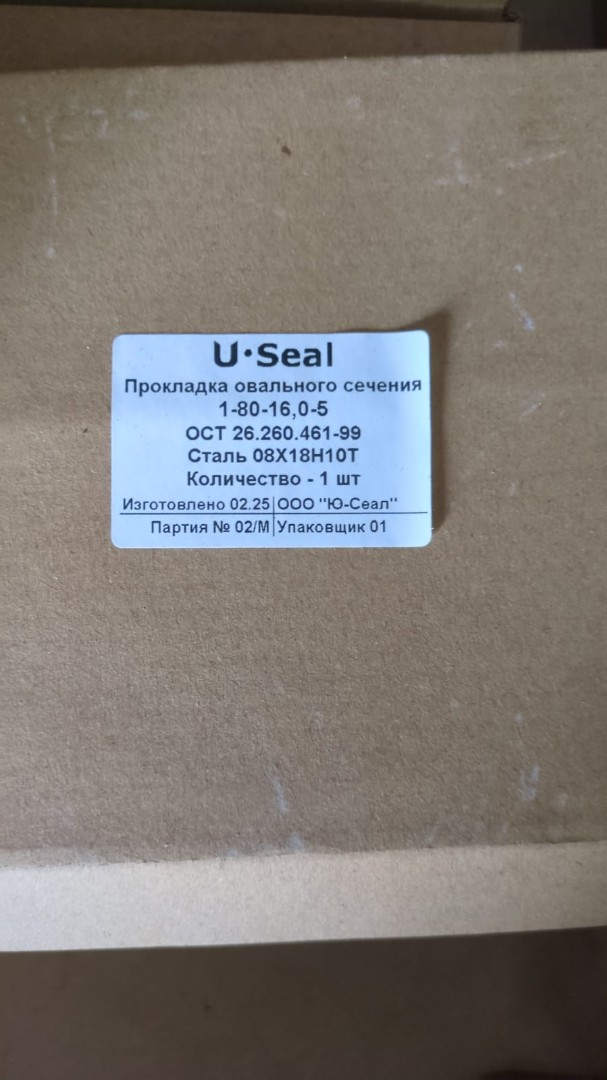 U·Seal
Прокладка овального сечения
1-80-16,0-5
ОСТ 26.260.461-99
Сталь 08Х18Н10Т
Количество - 1 шт
Изготовлено 02.25 ООО "Ю-Сеал"
Партия № 02/М Упаковщик 01